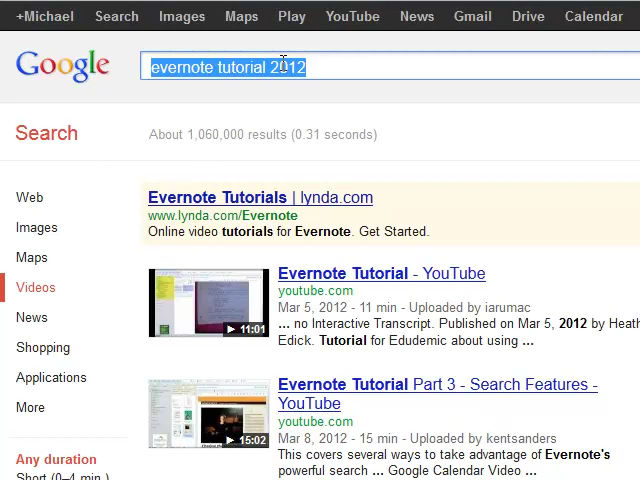 +Michael Search Images Maps Play YouTube News Gmail Drive Calendar
Google
evernote tutorial 2012
Search About 1,060,000 results (0.31 seconds)
Web
Images
Maps
Videos
News
Shopping
Applications
More
Any duration
Short (0–4 min.)
Evernote Tutorials | lynda.com
www.lynda.com/Evernote
Online video tutorials for Evernote. Get Started.
Evernote Tutorial - YouTube
youtube.com
Mar 5, 2012 - 11 min - Uploaded by iarumac
... no Interactive Transcript. Published on Mar 5, 2012 by Heath
Edick. Tutorial for Edudemic about using ...
11:01
Evernote Tutorial Part 3 - Search Features -
YouTube
youtube.com
Mar 8, 2012 - 15 min - Uploaded by kentsanders
This covers several ways to take advantage of Evernote's
powerful search ... Google Calendar Video ...
15:02